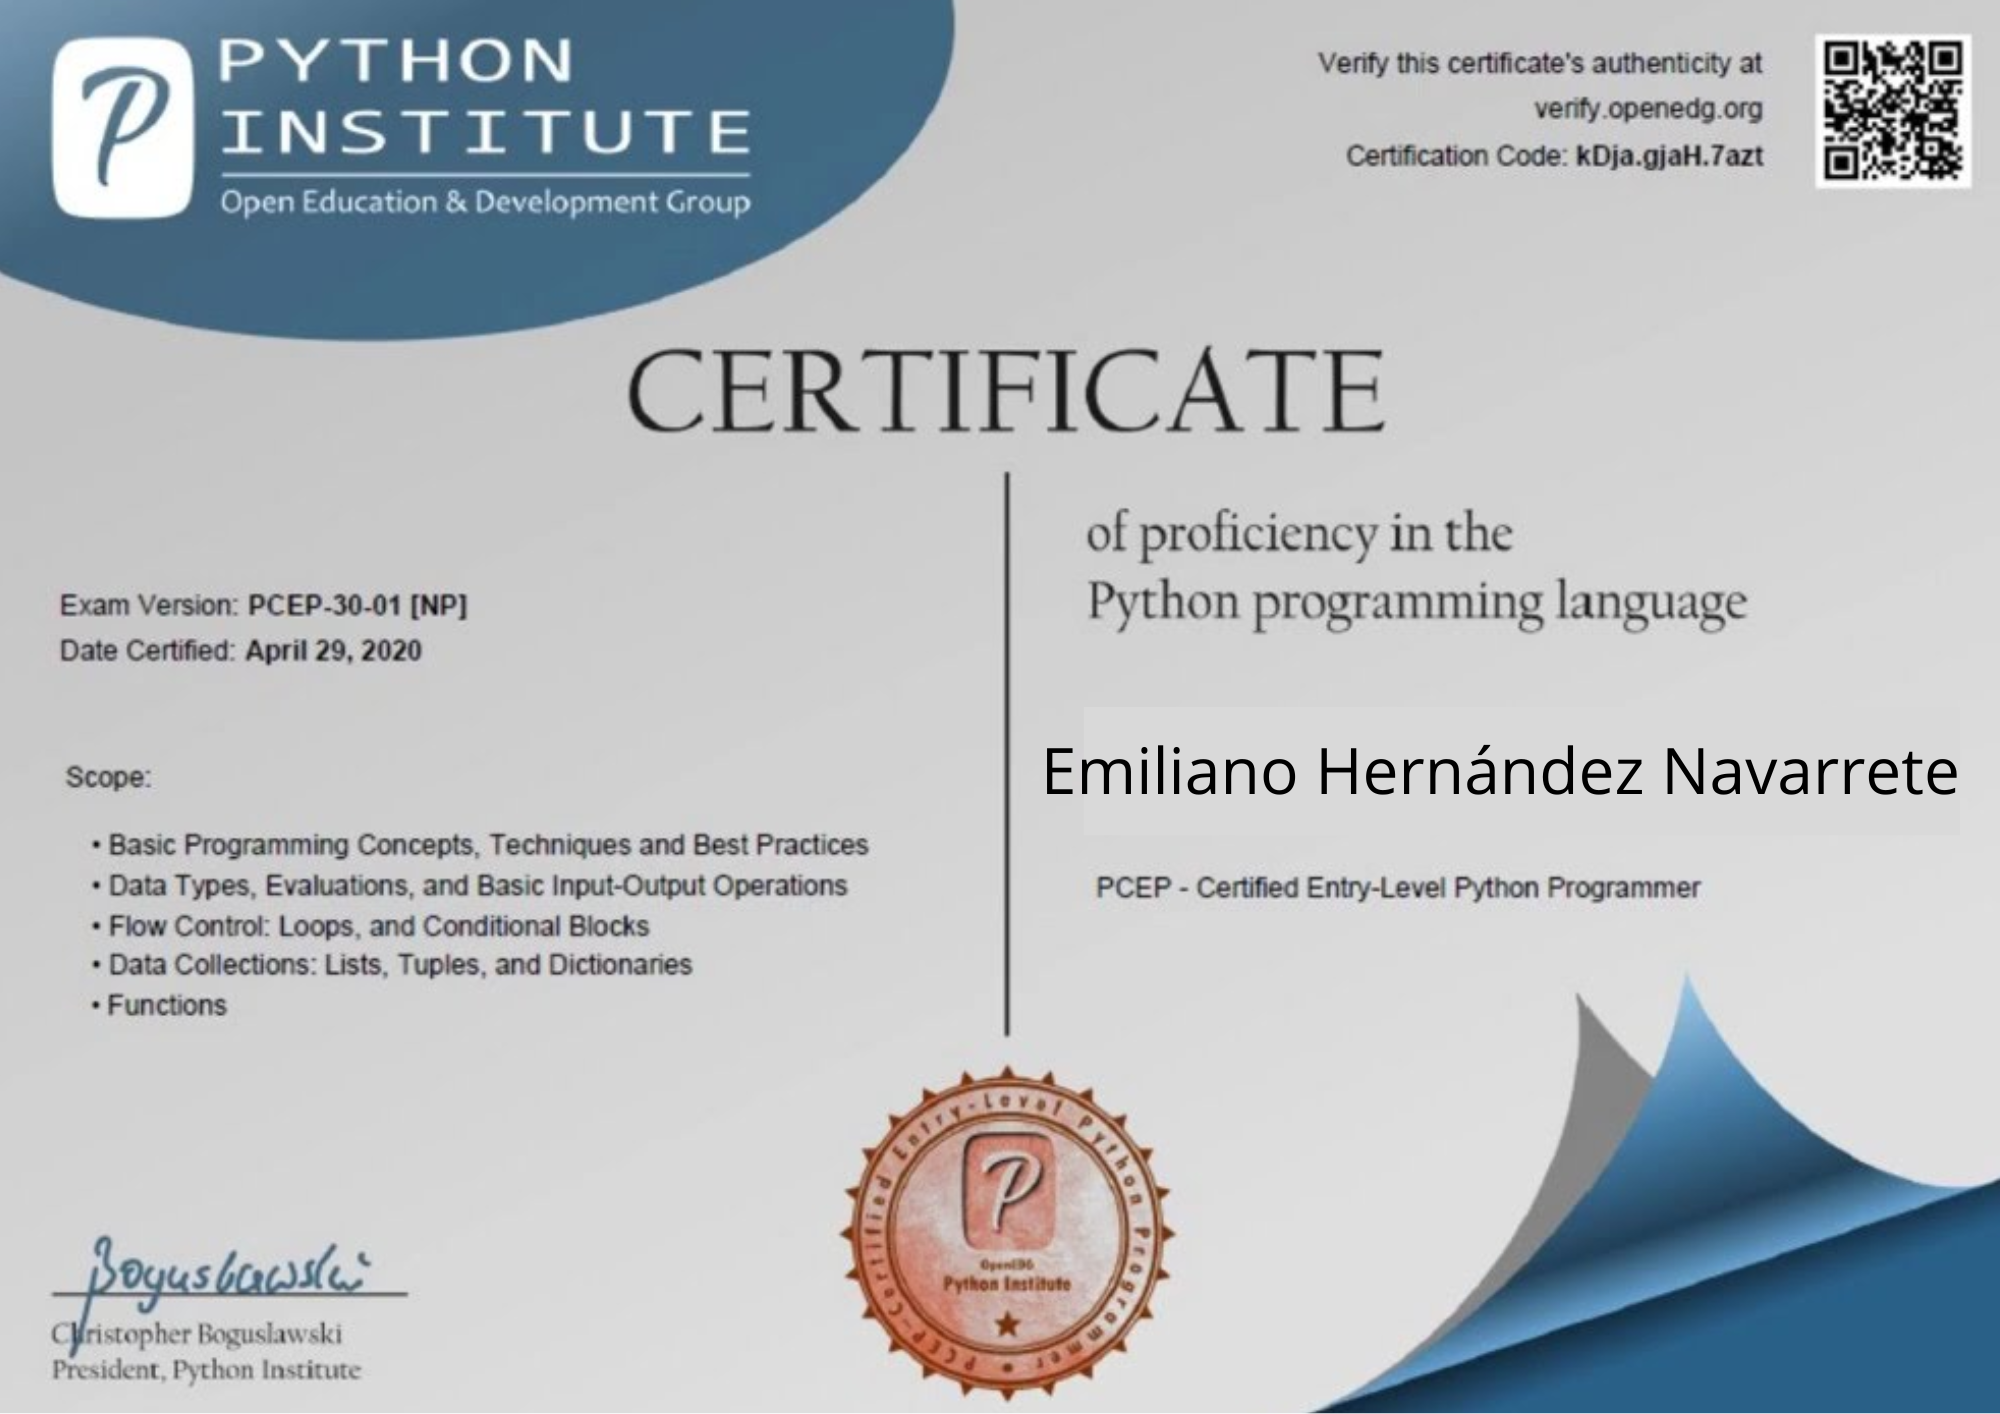 PYTHON
INSTITUTE
Open Education & Development Group
Verify this certificate's authenticity at
verify.openedg.org
Certification Code: kDja.gjaH.7azt
CERTIFICATE
of proficiency in the
Python programming language
Exam Version: PCEP-30-01 [NP]
Date Certified: April 29, 2020
Emiliano Hernández Navarrete
PCEP - Certified Entry-Level Python Programmer
Scope:
• Basic Programming Concepts, Techniques and Best Practices
• Data Types, Evaluations, and Basic Input-Output Operations
• Flow Control: Loops, and Conditional Blocks
• Data Collections: Lists, Tuples, and Dictionaries
• Functions
PCEP-Certified Entry-Level Python Programmer
OpenEDG
Python Institute
Boguslawski
Christopher Boguslawski
President, Python Institute